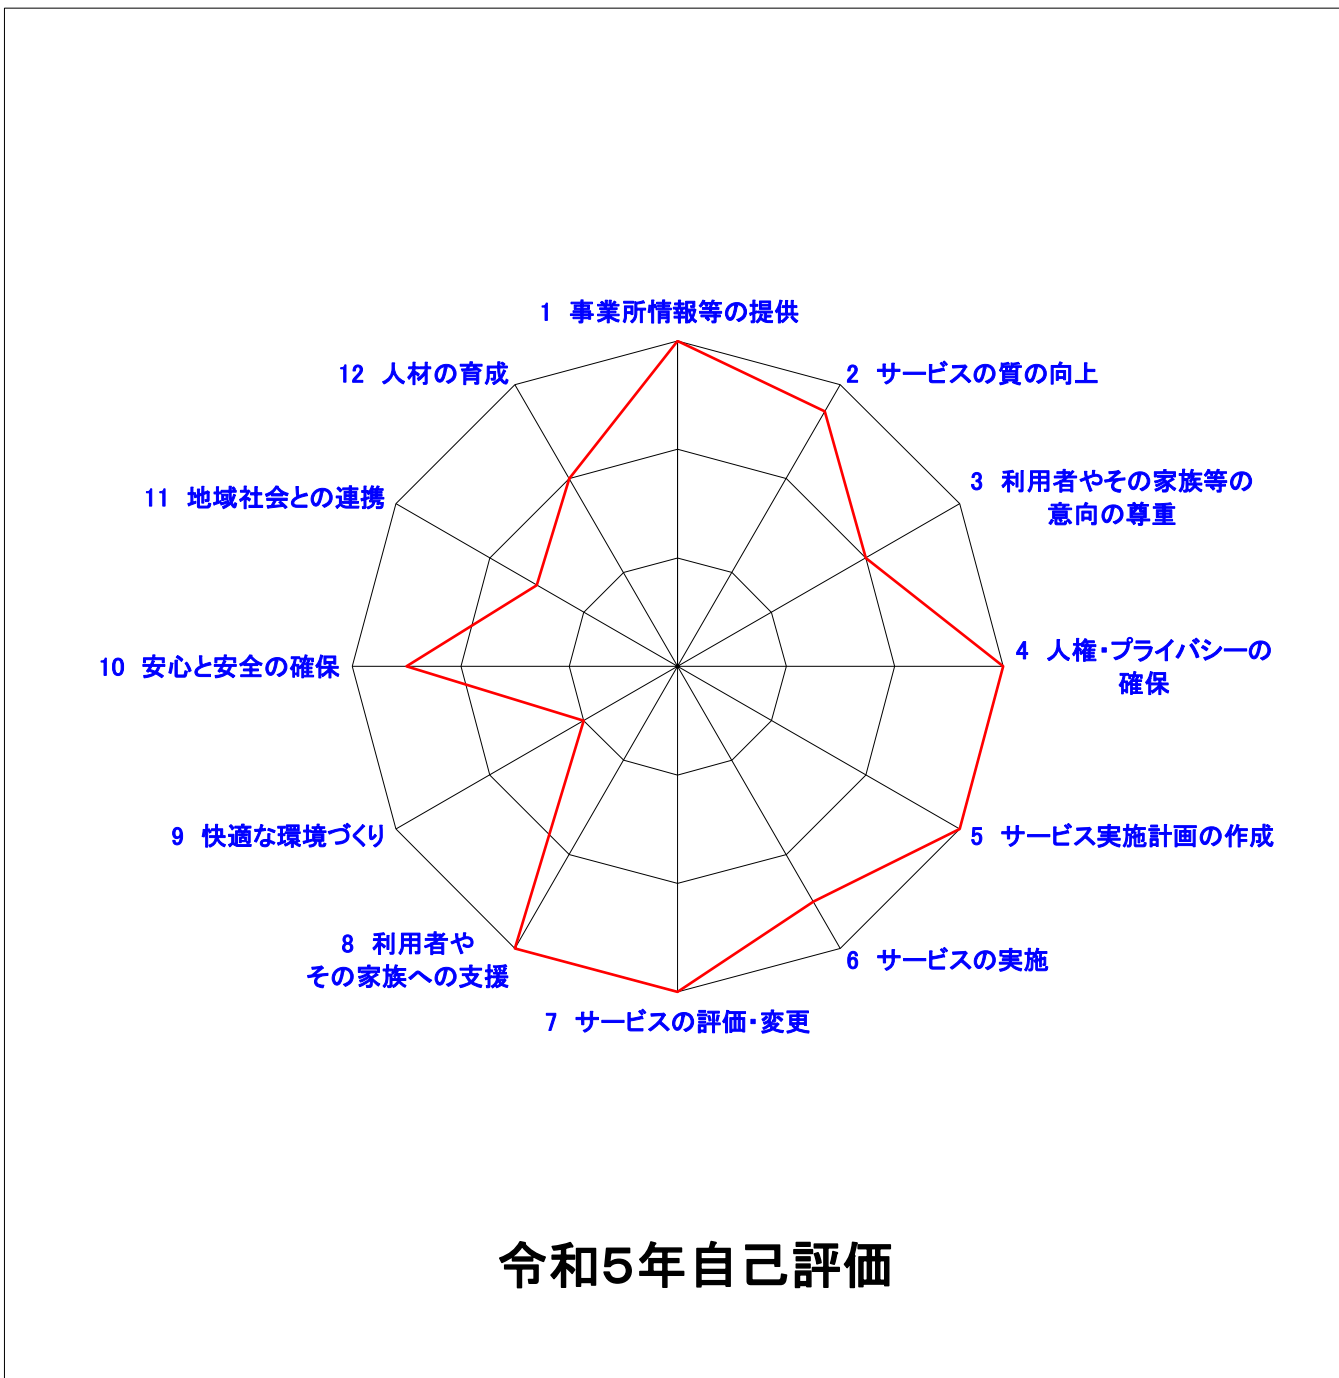 1 事業所情報等の提供
2 サービスの質の向上
3 利用者やその家族等の
意向の尊重
4 人権・プライバシーの
確保
5 サービス実施計画の作成
6 サービスの実施
7 サービスの評価・変更
8 利用者や
その家族への支援
9 快適な環境づくり
10 安心と安全の確保
11 地域社会との連携
12 人材の育成
令和5年自己評価